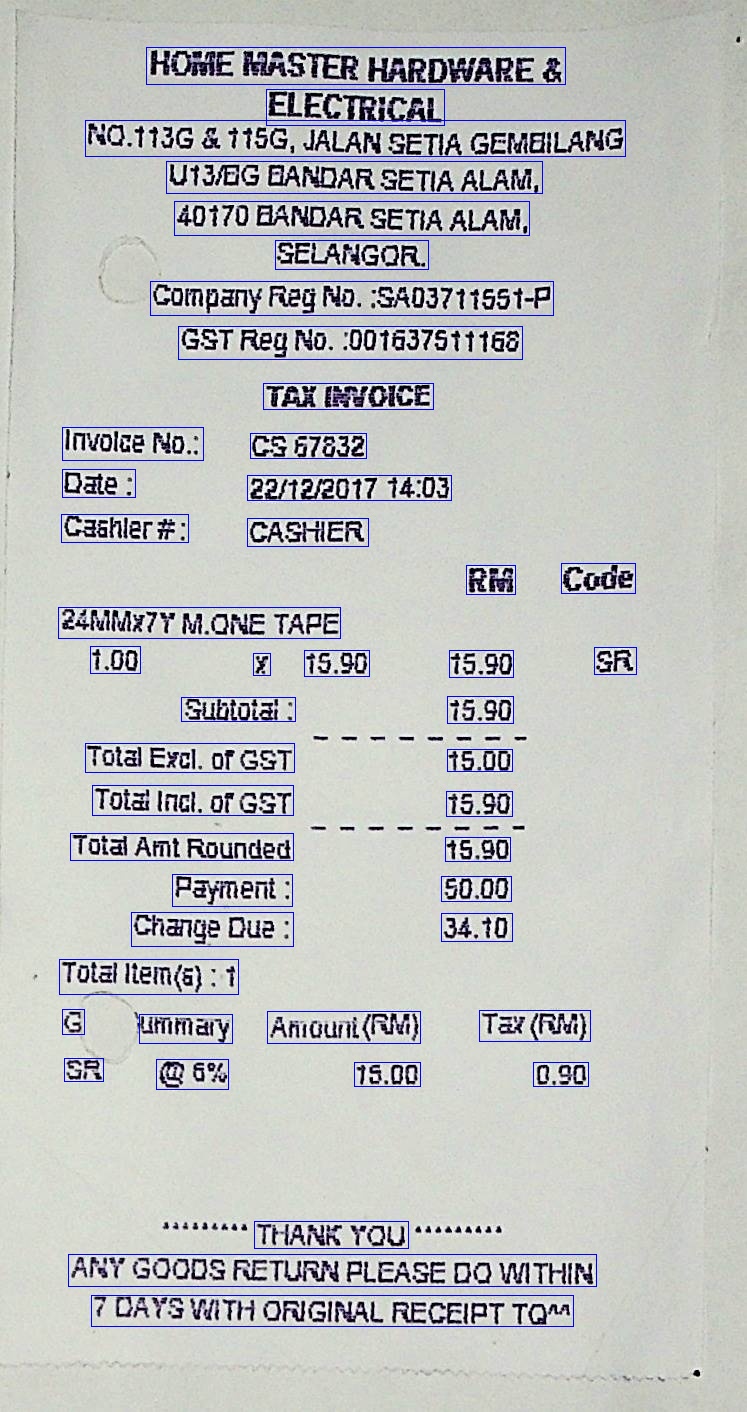 HOME MASTER HARDWARE &
ELECTRICAL
NO.113G & 115G, JALAN SETIA GEMBILANG
U13/BG BANDAR SETIA ALAM,
40170 BANDAR SETIA ALAM,
SELANGOR.
Company Reg No. :SA03711551-P
GST Reg No. :001637511168
TAX INVOICE
Invoice No.: CS 67832
Date : 22/12/2017 14:03
Cashier #: CASHIER
RM Code
24MMx7Y M.ONE TAPE
1.00 x 15.90 15.90 SR
Subtotal : 15.90
Total Excl. of GST 15.00
Total Incl. of GST 15.90
Total Amt Rounded 15.90
Payment : 50.00
Change Due : 34.10
Total Item(s) : 1
G ummary Amount (RM) Tax (RM)
SR @ 6% 15.00 0.90
********* THANK YOU *********
ANY GOODS RETURN PLEASE DO WITHIN
7 DAYS WITH ORIGINAL RECEIPT TQ^^